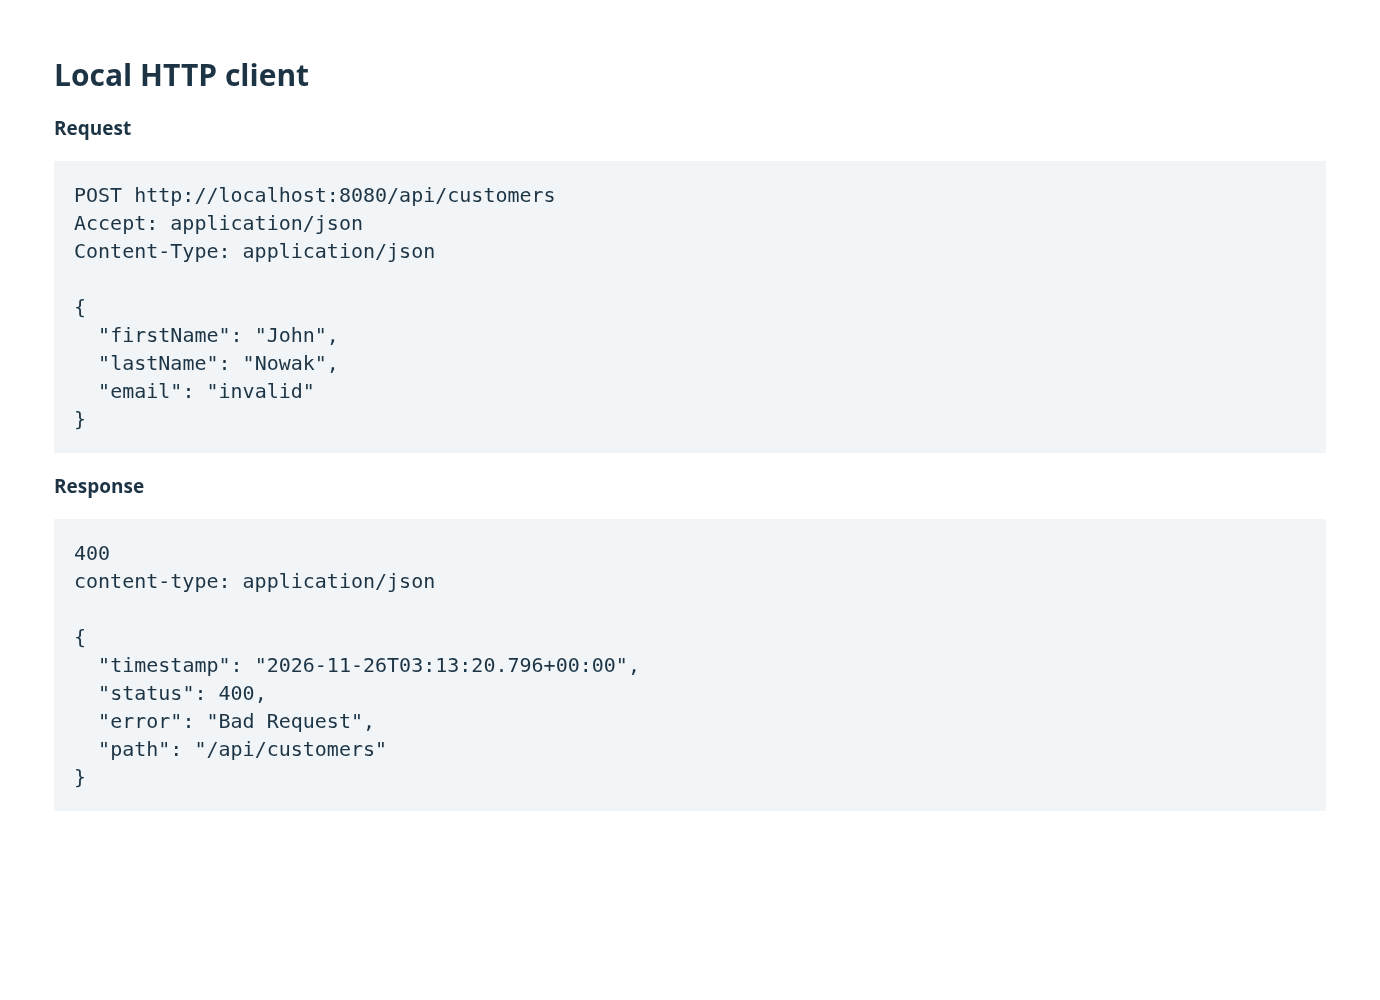 Local HTTP client
Request
POST http://localhost:8080/api/customers
Accept: application/json
Content-Type: application/json
{
  "firstName": "John",
  "lastName": "Nowak",
  "email": "invalid"
}
Response
400
content-type: application/json
{
  "timestamp": "2026-11-26T03:13:20.796+00:00",
  "status": 400,
  "error": "Bad Request",
  "path": "/api/customers"
}